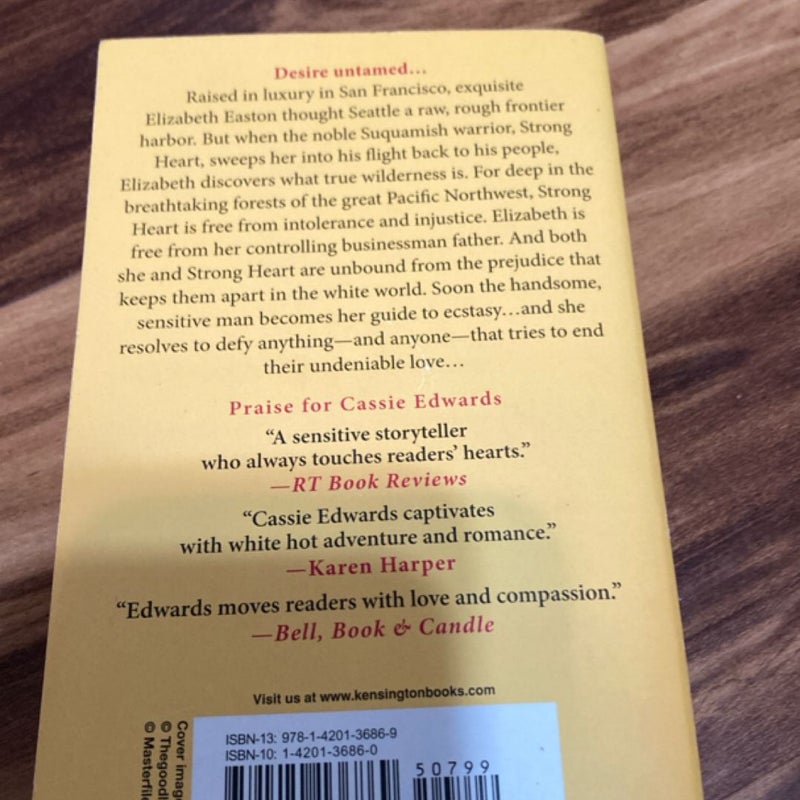 Desire untamed…
Raised in luxury in San Francisco, exquisite
Elizabeth Easton thought Seattle a raw, rough frontier
harbor. But when the noble Suquamish warrior, Strong
Heart, sweeps her into his flight back to his people,
Elizabeth discovers what true wilderness is. For deep in the
breathtaking forests of the great Pacific Northwest, Strong
Heart is free from intolerance and injustice. Elizabeth is
free from her controlling businessman father. And both
she and Strong Heart are unbound from the prejudice that
keeps them apart in the white world. Soon the handsome,
sensitive man becomes her guide to ecstasy…and she
resolves to defy anything—and anyone—that tries to end
their undeniable love…
Praise for Cassie Edwards
“A sensitive storyteller
who always touches readers’ hearts.”
—RT Book Reviews
“Cassie Edwards captivates
with white hot adventure and romance.”
—Karen Harper
“Edwards moves readers with love and compassion.”
—Bell, Book & Candle
Visit us at www.kensingtonbooks.com
ISBN-13: 978-1-4201-3686-9
ISBN-10: 1-4201-3686-0
50799
Cover imag
© Thegoodl
© Masterfile